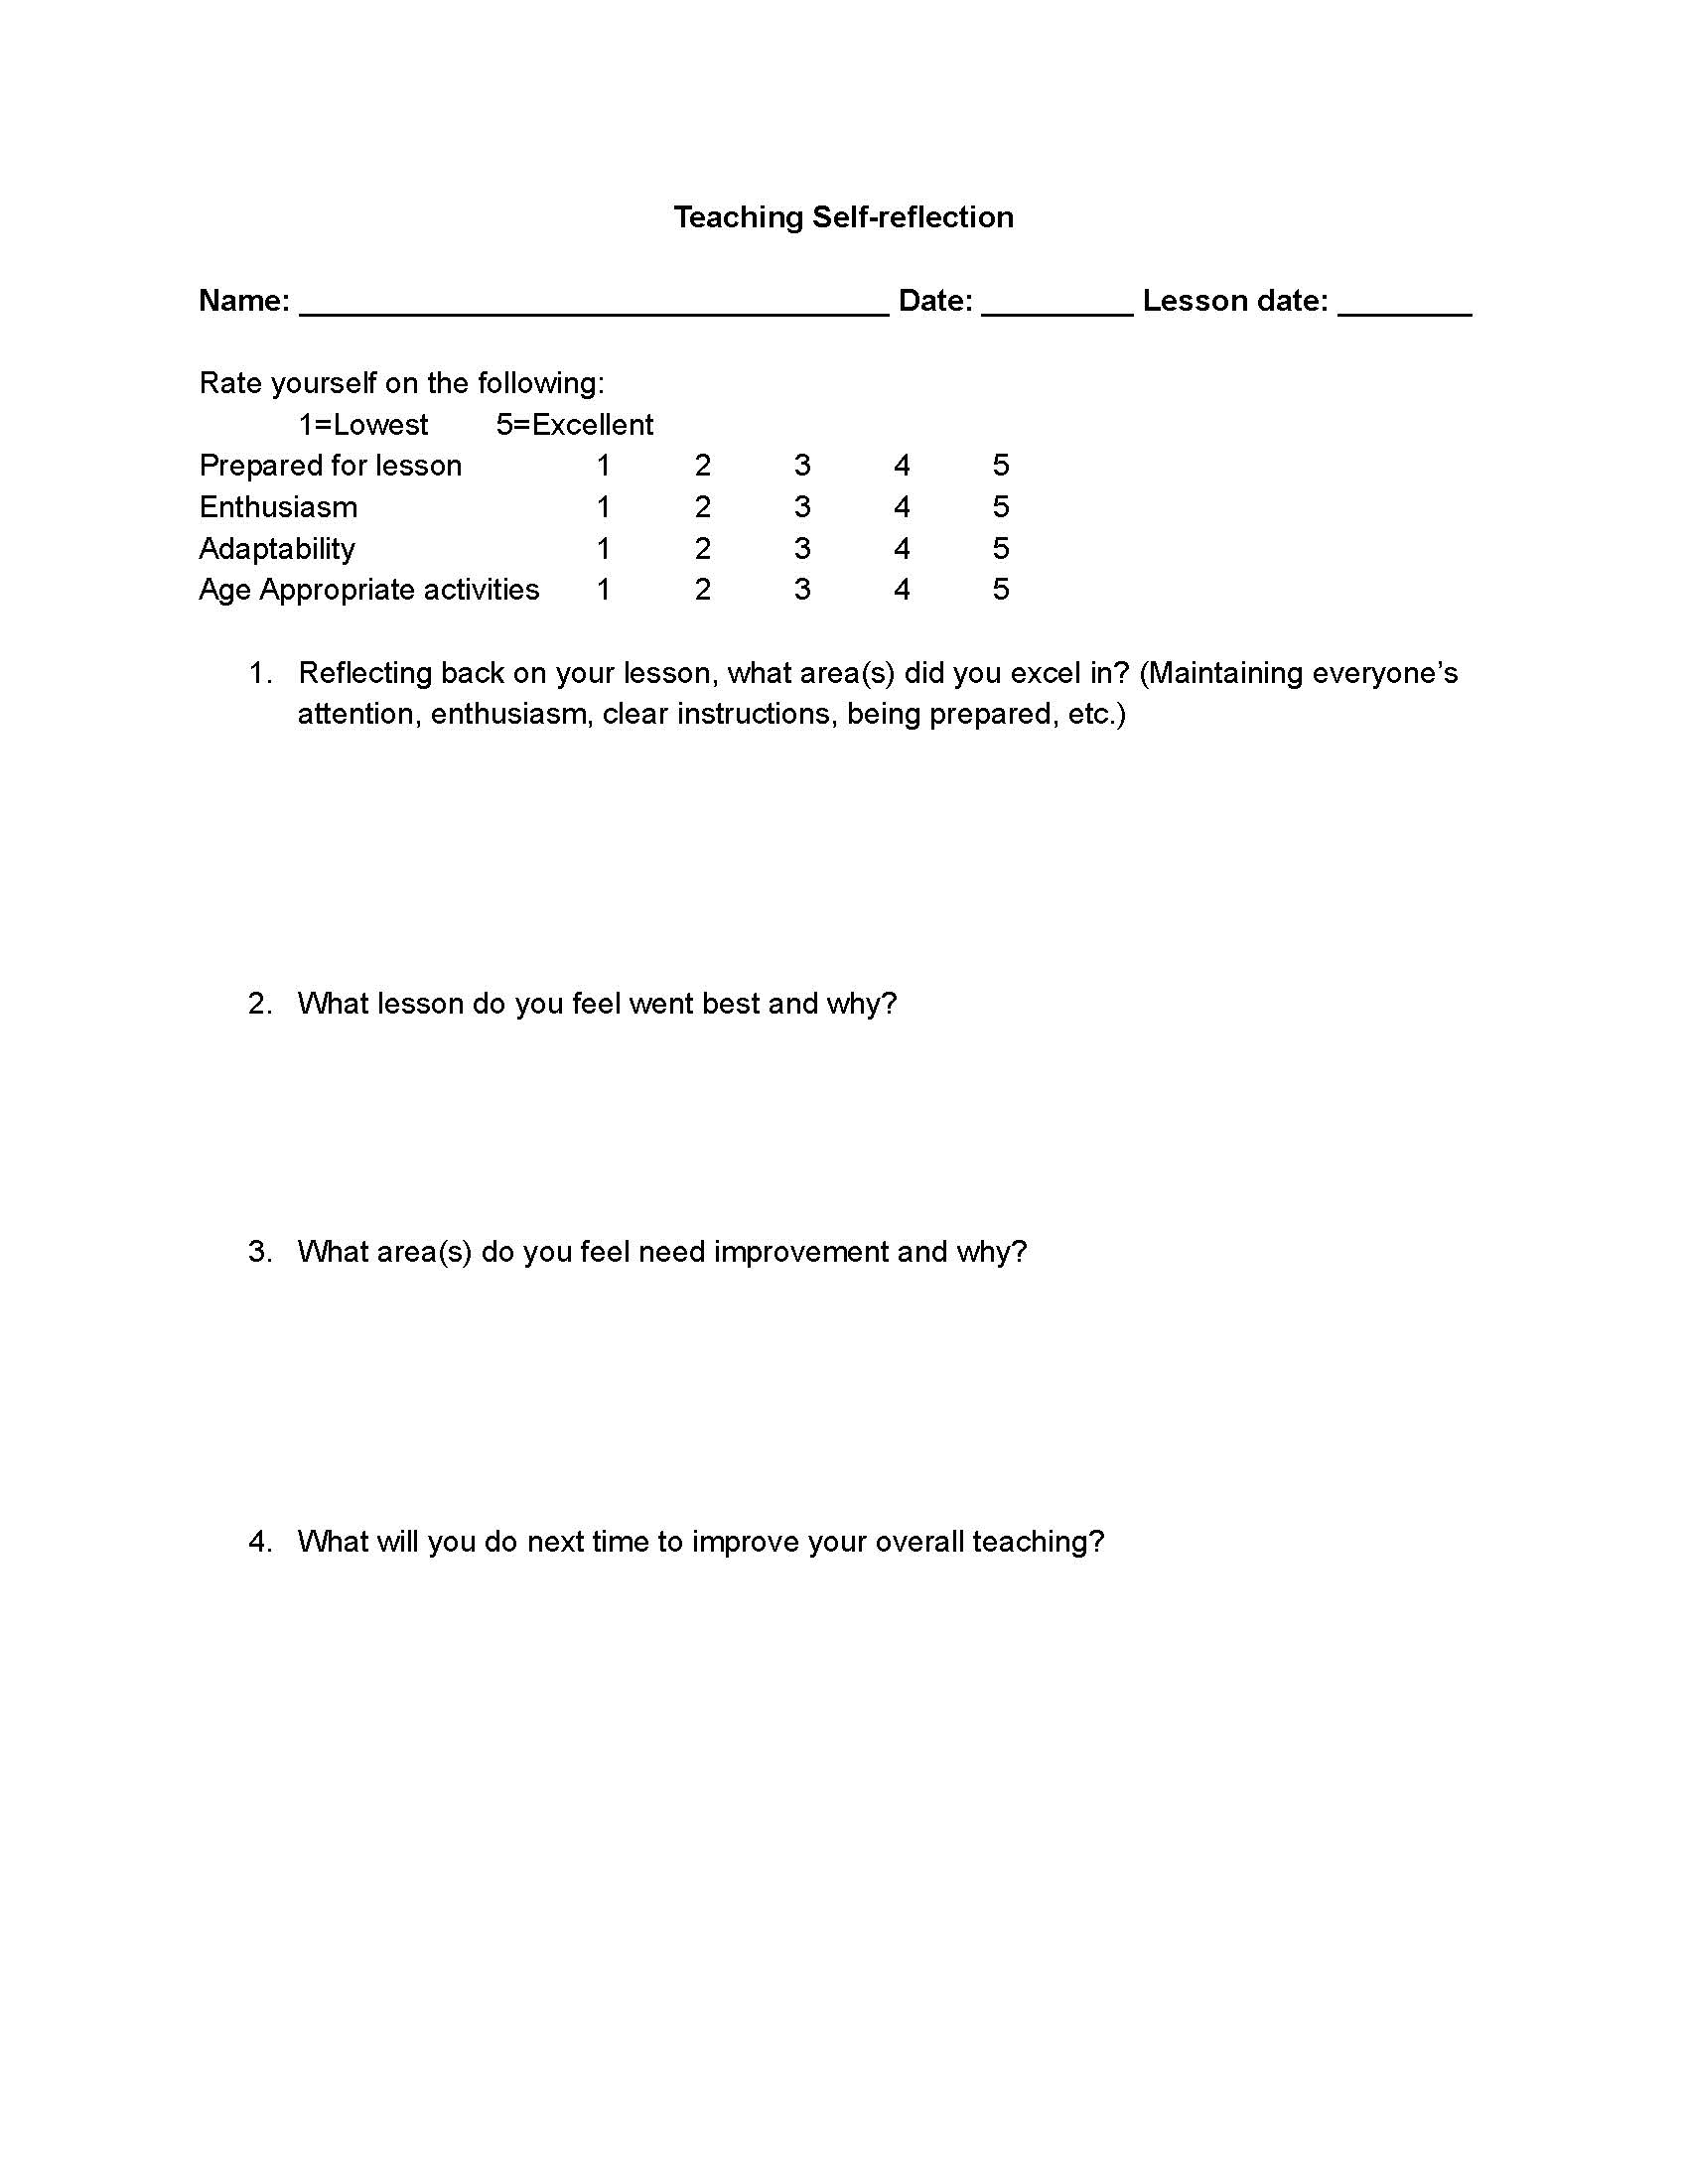 Teaching Self-reflection
Name: ___________________________________ Date: _________ Lesson date: ________
Rate yourself on the following:
1=Lowest 5=Excellent
Prepared for lesson 1 2 3 4 5
Enthusiasm 1 2 3 4 5
Adaptability 1 2 3 4 5
Age Appropriate activities 1 2 3 4 5
1. Reflecting back on your lesson, what area(s) did you excel in? (Maintaining everyone’s
attention, enthusiasm, clear instructions, being prepared, etc.)
2. What lesson do you feel went best and why?
3. What area(s) do you feel need improvement and why?
4. What will you do next time to improve your overall teaching?